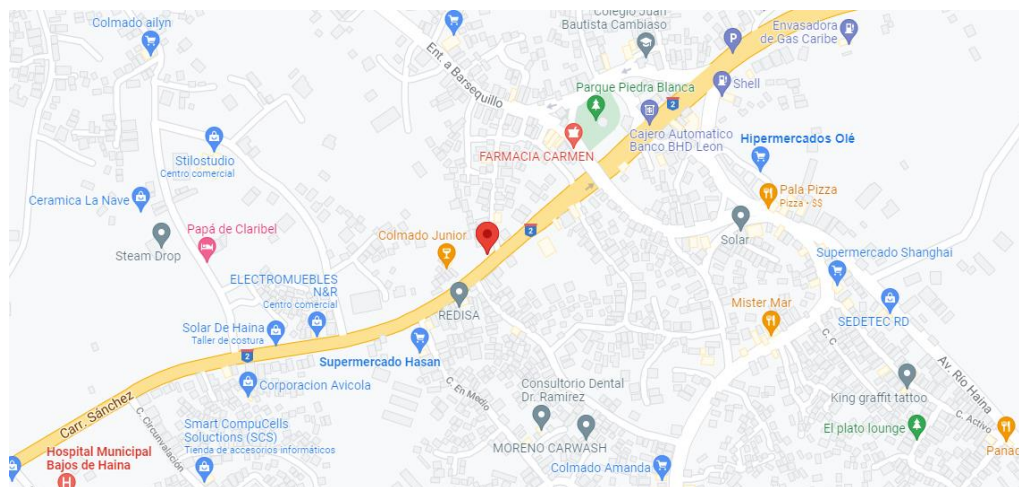 Colmado ailyn
Colegio Juan
Bautista Cambiaso
Envasadora
de Gas Caribe
P
Ent. a Barsequillo
Parque Piedra Blanca
Shell
2
Cajero Automatico
Banco BHD Leon
Hipermercados Olé
FARMACIA CARMEN
Stilostudio
Centro comercial
Pala Pizza
Pizza • $$
Ceramica La Nave
Papá de Claribel
Colmado Junior
2
Solar
Steam Drop
Supermercado Shanghai
ELECTROMUEBLES
N&R
Centro comercial
REDISA
Mister Mar
SEDETEC RD
Solar De Haina
Taller de costura
2
Supermercado Hasan
C. C
Corporacion Avicola
C. En Medio
Consultorio Dental
Dr. Ramirez
King graffit tattoo
Av. Río Haina
Carr. Sánchez
C. Circunvalación
Smart CompuCells
Soluctions (SCS)
Tienda de accesorios informáticos
El plato lounge
C. Activo
MORENO CARWASH
Hospital Municipal
Bajos de Haina
H
Colmado Amanda
Panac